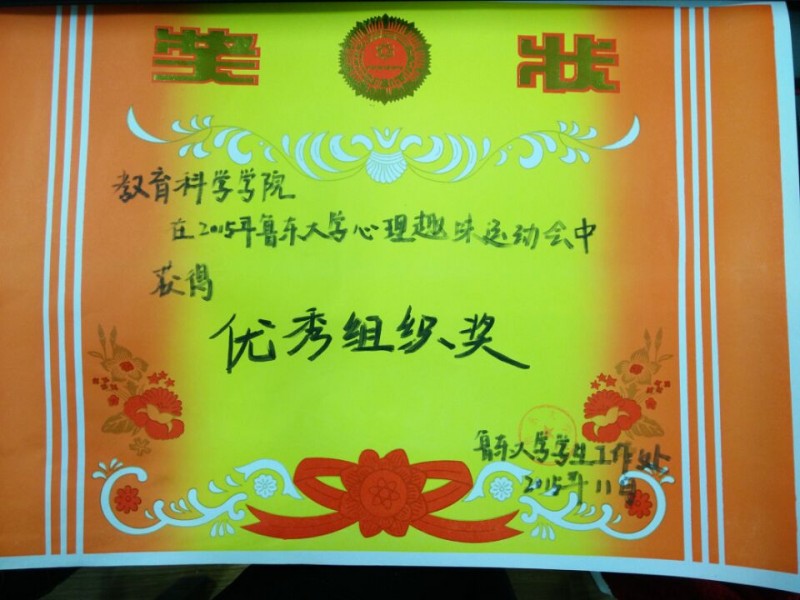 奖 状
教育科学学院
在2015年鲁东大学心理趣味运动会中
获得
优秀组织奖
鲁东大学学生工作处
2015年11月